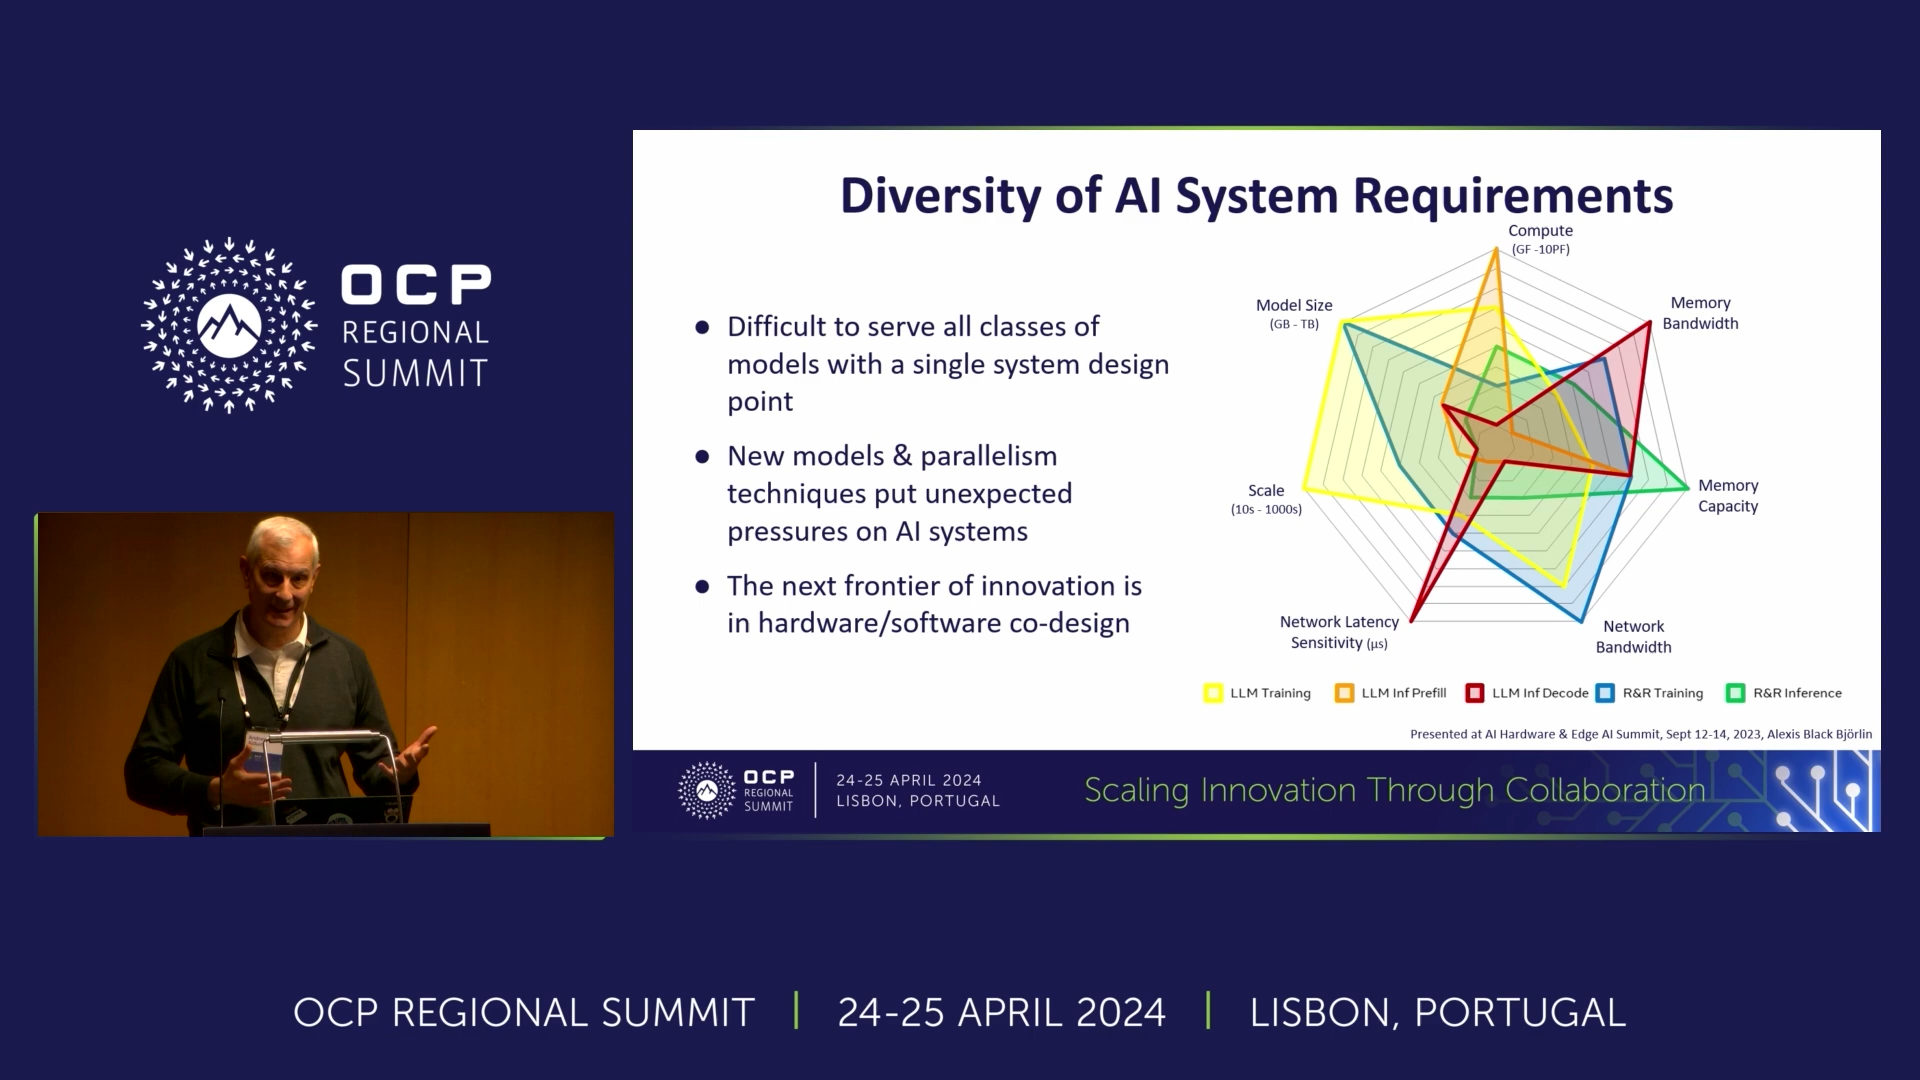 OCP
REGIONAL
SUMMIT
Diversity of AI System Requirements
● Difficult to serve all classes of
models with a single system design
point
● New models & parallelism
techniques put unexpected
pressures on AI systems
● The next frontier of innovation is
in hardware/software co-design
Compute
(GF -10PF)
Memory
Bandwidth
Memory
Capacity
Network
Bandwidth
Network Latency
Sensitivity (µs)
Scale
(10s - 1000s)
Model Size
(GB - TB)
LLM Training LLM Inf Prefill LLM Inf Decode R&R Training R&R Inference
Presented at AI Hardware & Edge AI Summit, Sept 12-14, 2023, Alexis Black Björlin
OCP
REGIONAL
SUMMIT
24-25 APRIL 2024
LISBON, PORTUGAL
Scaling Innovation Through Collaboration
OCP REGIONAL SUMMIT | 24-25 APRIL 2024 | LISBON, PORTUGAL